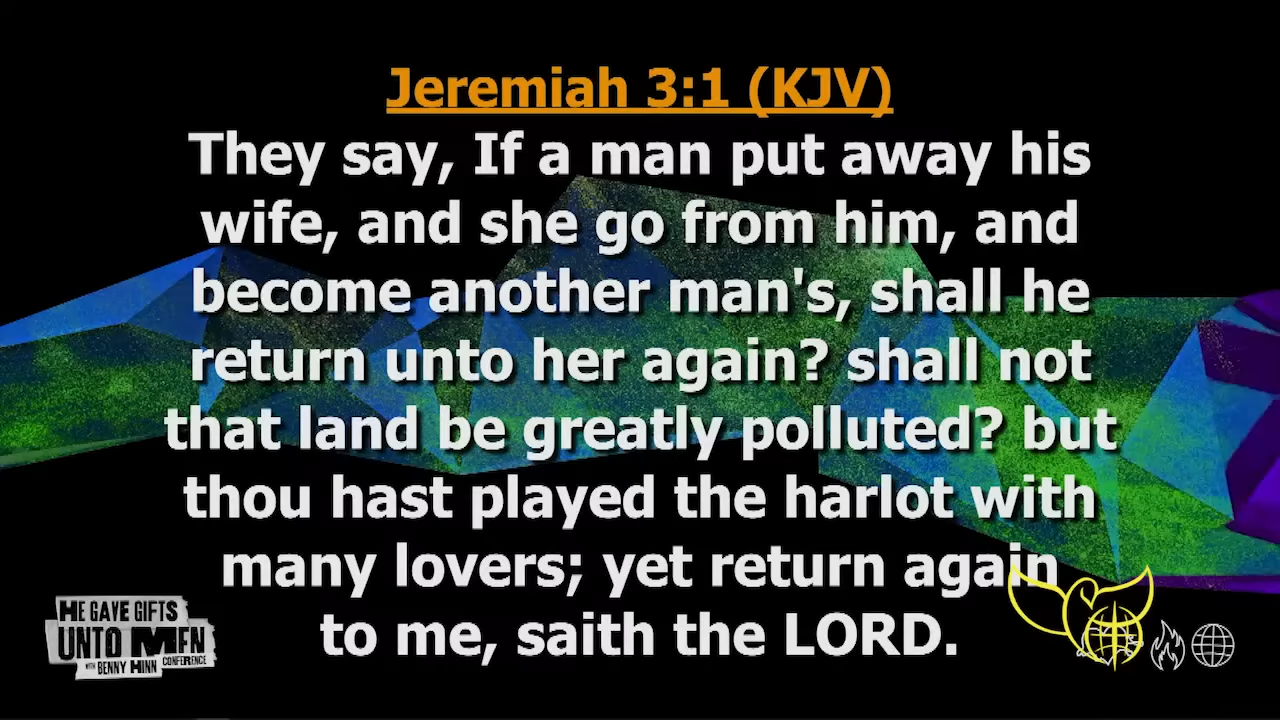 Jeremiah 3:1 (KJV)
They say, If a man put away his
wife, and she go from him, and
become another man's, shall he
return unto her again? shall not
that land be greatly polluted? but
thou hast played the harlot with
many lovers; yet return again
to me, saith the LORD.
HE GAVE GIFTS
UNTO MEN
WITH BENNY HINN CONFERENCE